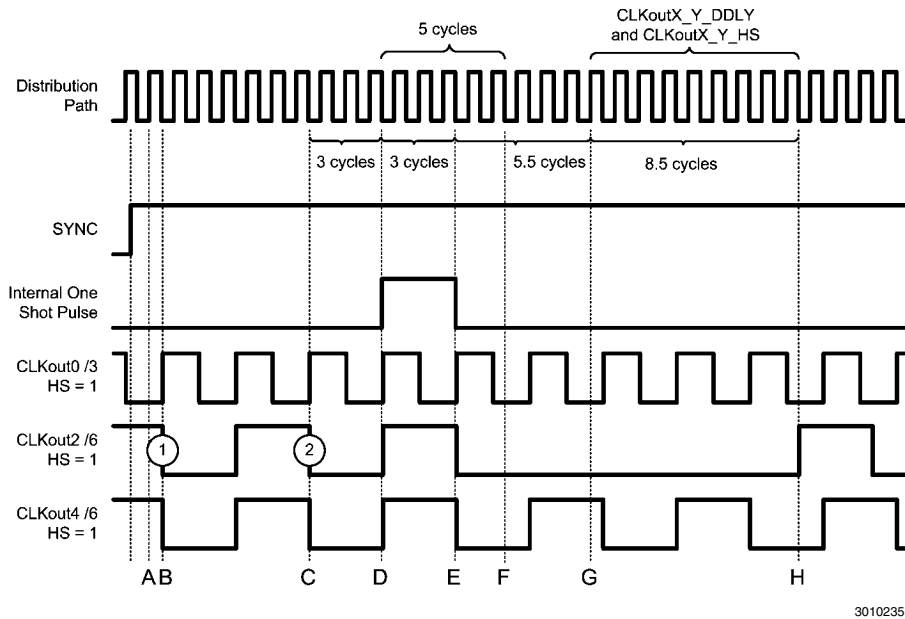 CLKoutX_Y_DDLY
and CLKoutX_Y_HS
5 cycles
Distribution
Path
3 cycles
3 cycles
5.5 cycles
8.5 cycles
SYNC
Internal One
Shot Pulse
CLKout0 /3
HS = 1
CLKout2 /6
HS = 1
1
2
CLKout4 /6
HS = 1
A B C D E F G H
3010235